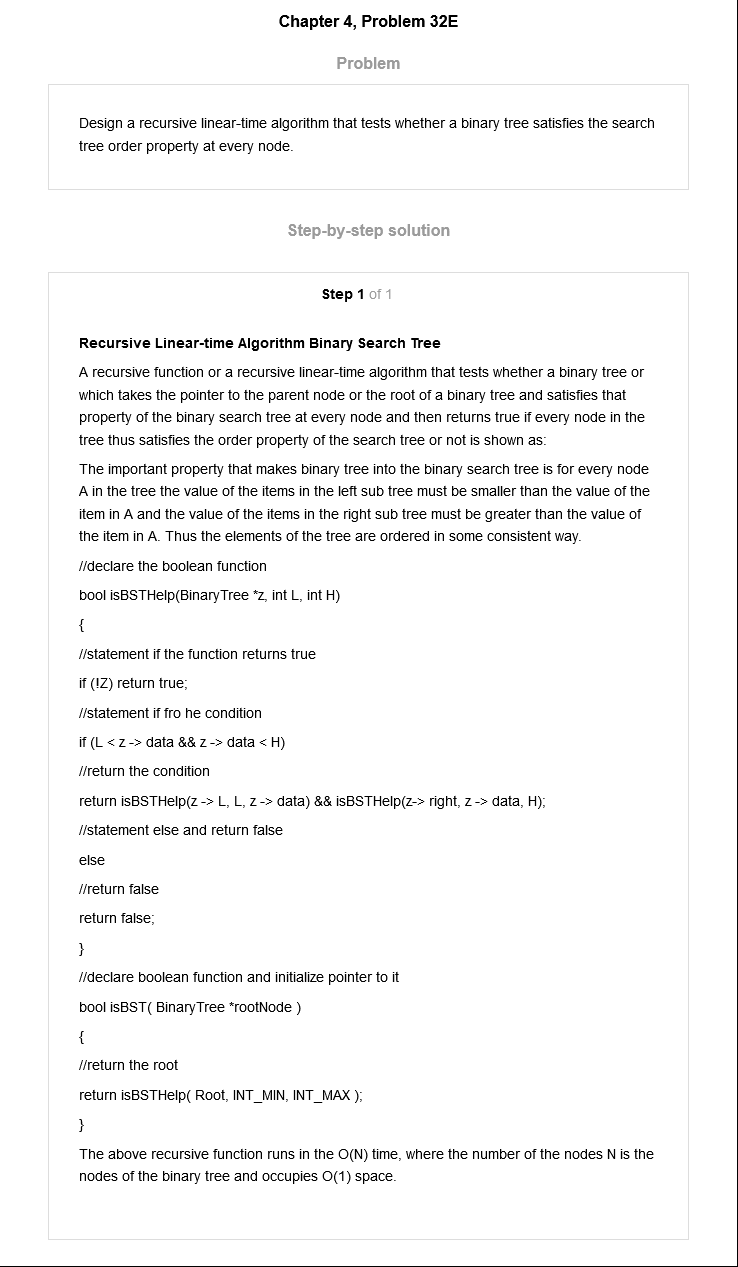 Chapter 4, Problem 32E
Problem
Design a recursive linear-time algorithm that tests whether a binary tree satisfies the search
tree order property at every node.
Step-by-step solution
Step 1 of 1
Recursive Linear-time Algorithm Binary Search Tree
A recursive function or a recursive linear-time algorithm that tests whether a binary tree or
which takes the pointer to the parent node or the root of a binary tree and satisfies that
property of the binary search tree at every node and then returns true if every node in the
tree thus satisfies the order property of the search tree or not is shown as:
The important property that makes binary tree into the binary search tree is for every node
A in the tree the value of the items in the left sub tree must be smaller than the value of the
item in A and the value of the items in the right sub tree must be greater than the value of
the item in A. Thus the elements of the tree are ordered in some consistent way.
//declare the boolean function
bool isBSTHelp(BinaryTree *z, int L, int H)
{
//statement if the function returns true
if (!Z) return true;
//statement if fro he condition
if (L < z -> data && z -> data < H)
//return the condition
return isBSTHelp(z -> L, L, z -> data) && isBSTHelp(z-> right, z -> data, H);
//statement else and return false
else
//return false
return false;
}
//declare boolean function and initialize pointer to it
bool isBST( BinaryTree *rootNode )
{
//return the root
return isBSTHelp( Root, INT_MIN, INT_MAX );
}
The above recursive function runs in the O(N) time, where the number of the nodes N is the
nodes of the binary tree and occupies O(1) space.